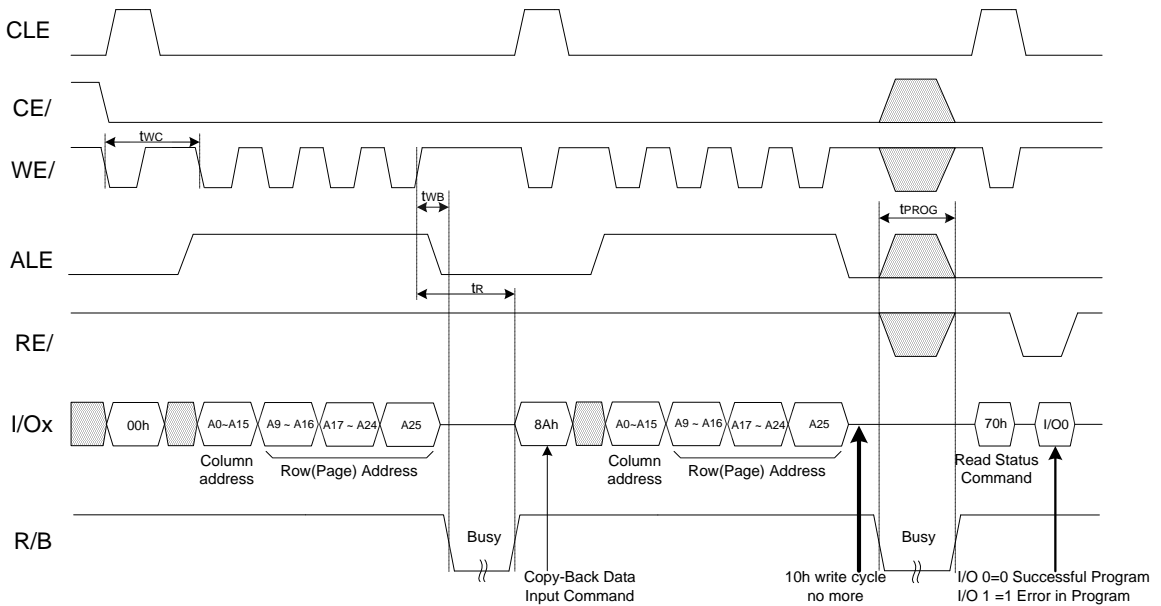 CLE
CE/
tWC
WE/
tWB
tPROG
ALE
tR
RE/
I/Ox
00h
A0~A15
A9 ~ A16
A17 ~ A24
A25
8Ah
A0~A15
A9 ~ A16
A17 ~ A24
A25
70h
I/O0
Column
address
Row(Page) Address
Column
address
Row(Page) Address
Read Status
Command
R/B
Busy
Busy
Copy-Back Data
Input Command
10h write cycle
no more
I/O 0=0 Successful Program
I/O 1 =1 Error in Program